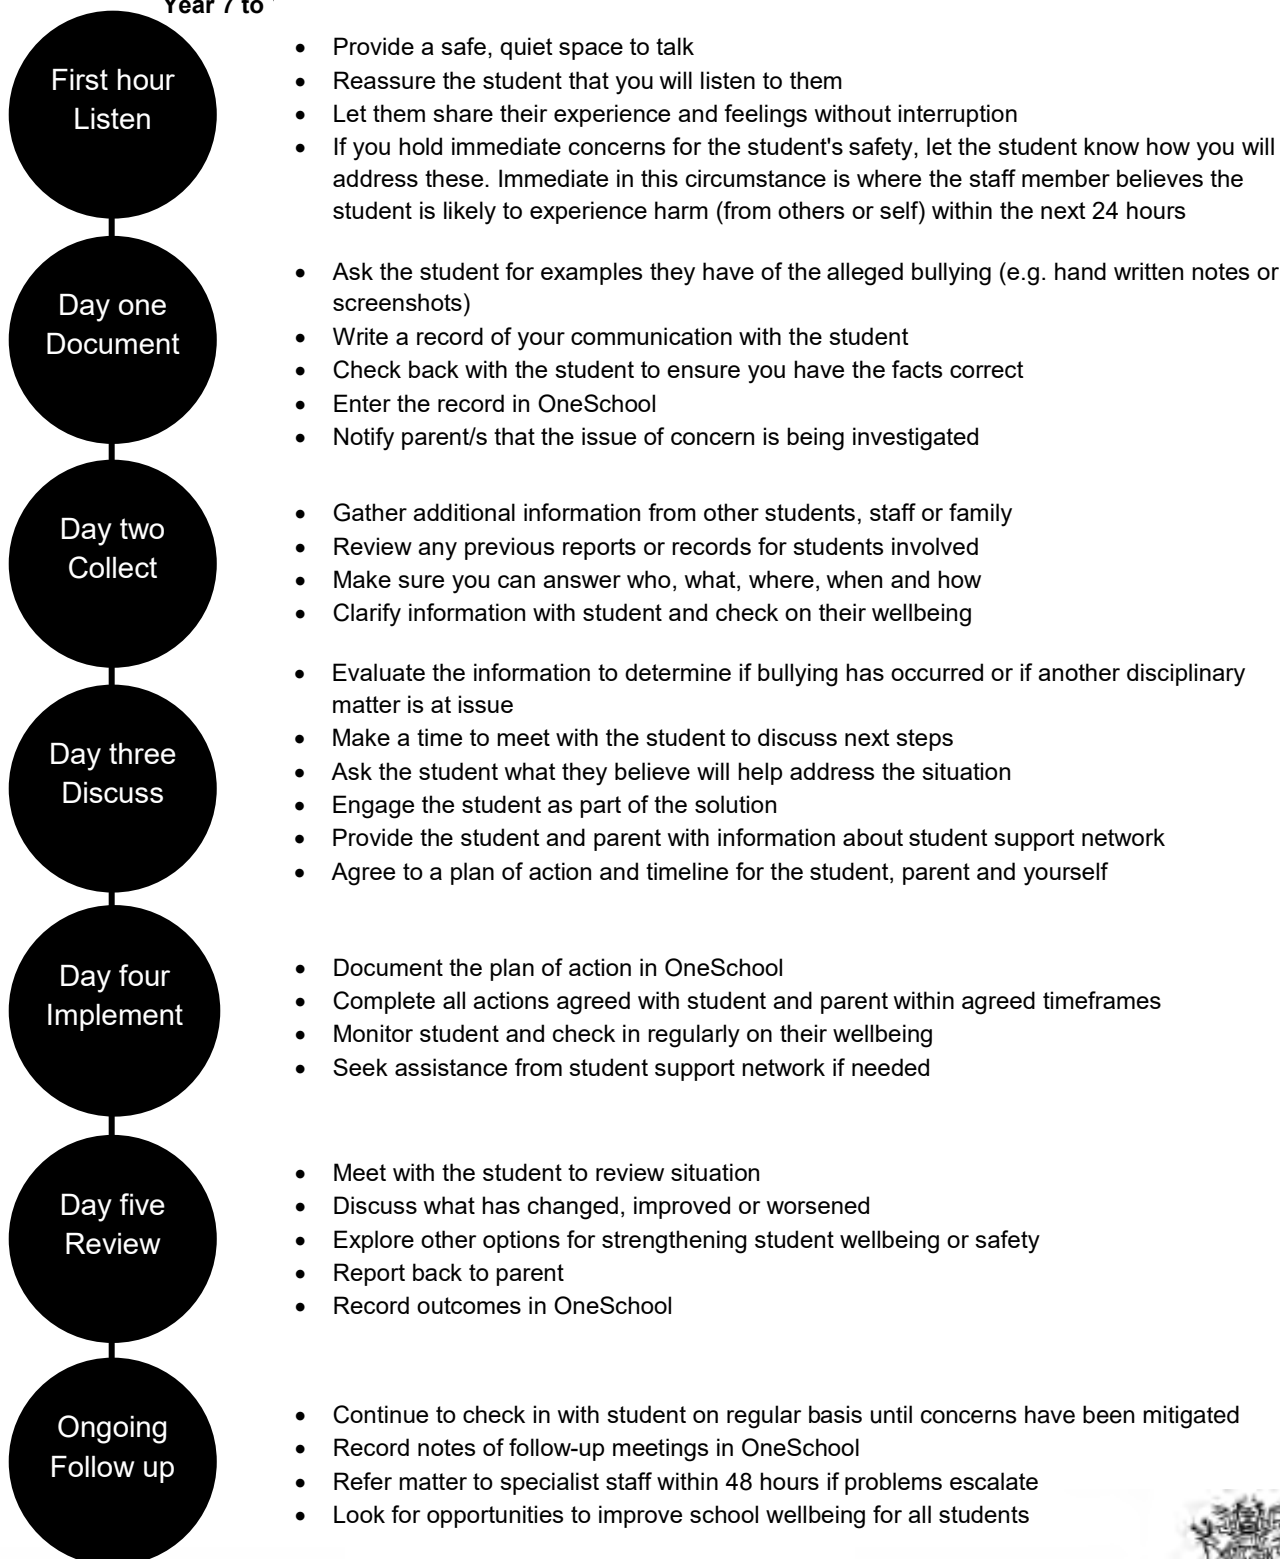 Year 7 to
First hour
Listen
• Provide a safe, quiet space to talk
• Reassure the student that you will listen to them
• Let them share their experience and feelings without interruption
• If you hold immediate concerns for the student's safety, let the student know how you will
address these. Immediate in this circumstance is where the staff member believes the
student is likely to experience harm (from others or self) within the next 24 hours
Day one
Document
• Ask the student for examples they have of the alleged bullying (e.g. hand written notes or
screenshots)
• Write a record of your communication with the student
• Check back with the student to ensure you have the facts correct
• Enter the record in OneSchool
• Notify parent/s that the issue of concern is being investigated
Day two
Collect
• Gather additional information from other students, staff or family
• Review any previous reports or records for students involved
• Make sure you can answer who, what, where, when and how
• Clarify information with student and check on their wellbeing
Day three
Discuss
• Evaluate the information to determine if bullying has occurred or if another disciplinary
matter is at issue
• Make a time to meet with the student to discuss next steps
• Ask the student what they believe will help address the situation
• Engage the student as part of the solution
• Provide the student and parent with information about student support network
• Agree to a plan of action and timeline for the student, parent and yourself
Day four
Implement
• Document the plan of action in OneSchool
• Complete all actions agreed with student and parent within agreed timeframes
• Monitor student and check in regularly on their wellbeing
• Seek assistance from student support network if needed
Day five
Review
• Meet with the student to review situation
• Discuss what has changed, improved or worsened
• Explore other options for strengthening student wellbeing or safety
• Report back to parent
• Record outcomes in OneSchool
Ongoing
Follow up
• Continue to check in with student on regular basis until concerns have been mitigated
• Record notes of follow-up meetings in OneSchool
• Refer matter to specialist staff within 48 hours if problems escalate
• Look for opportunities to improve school wellbeing for all students